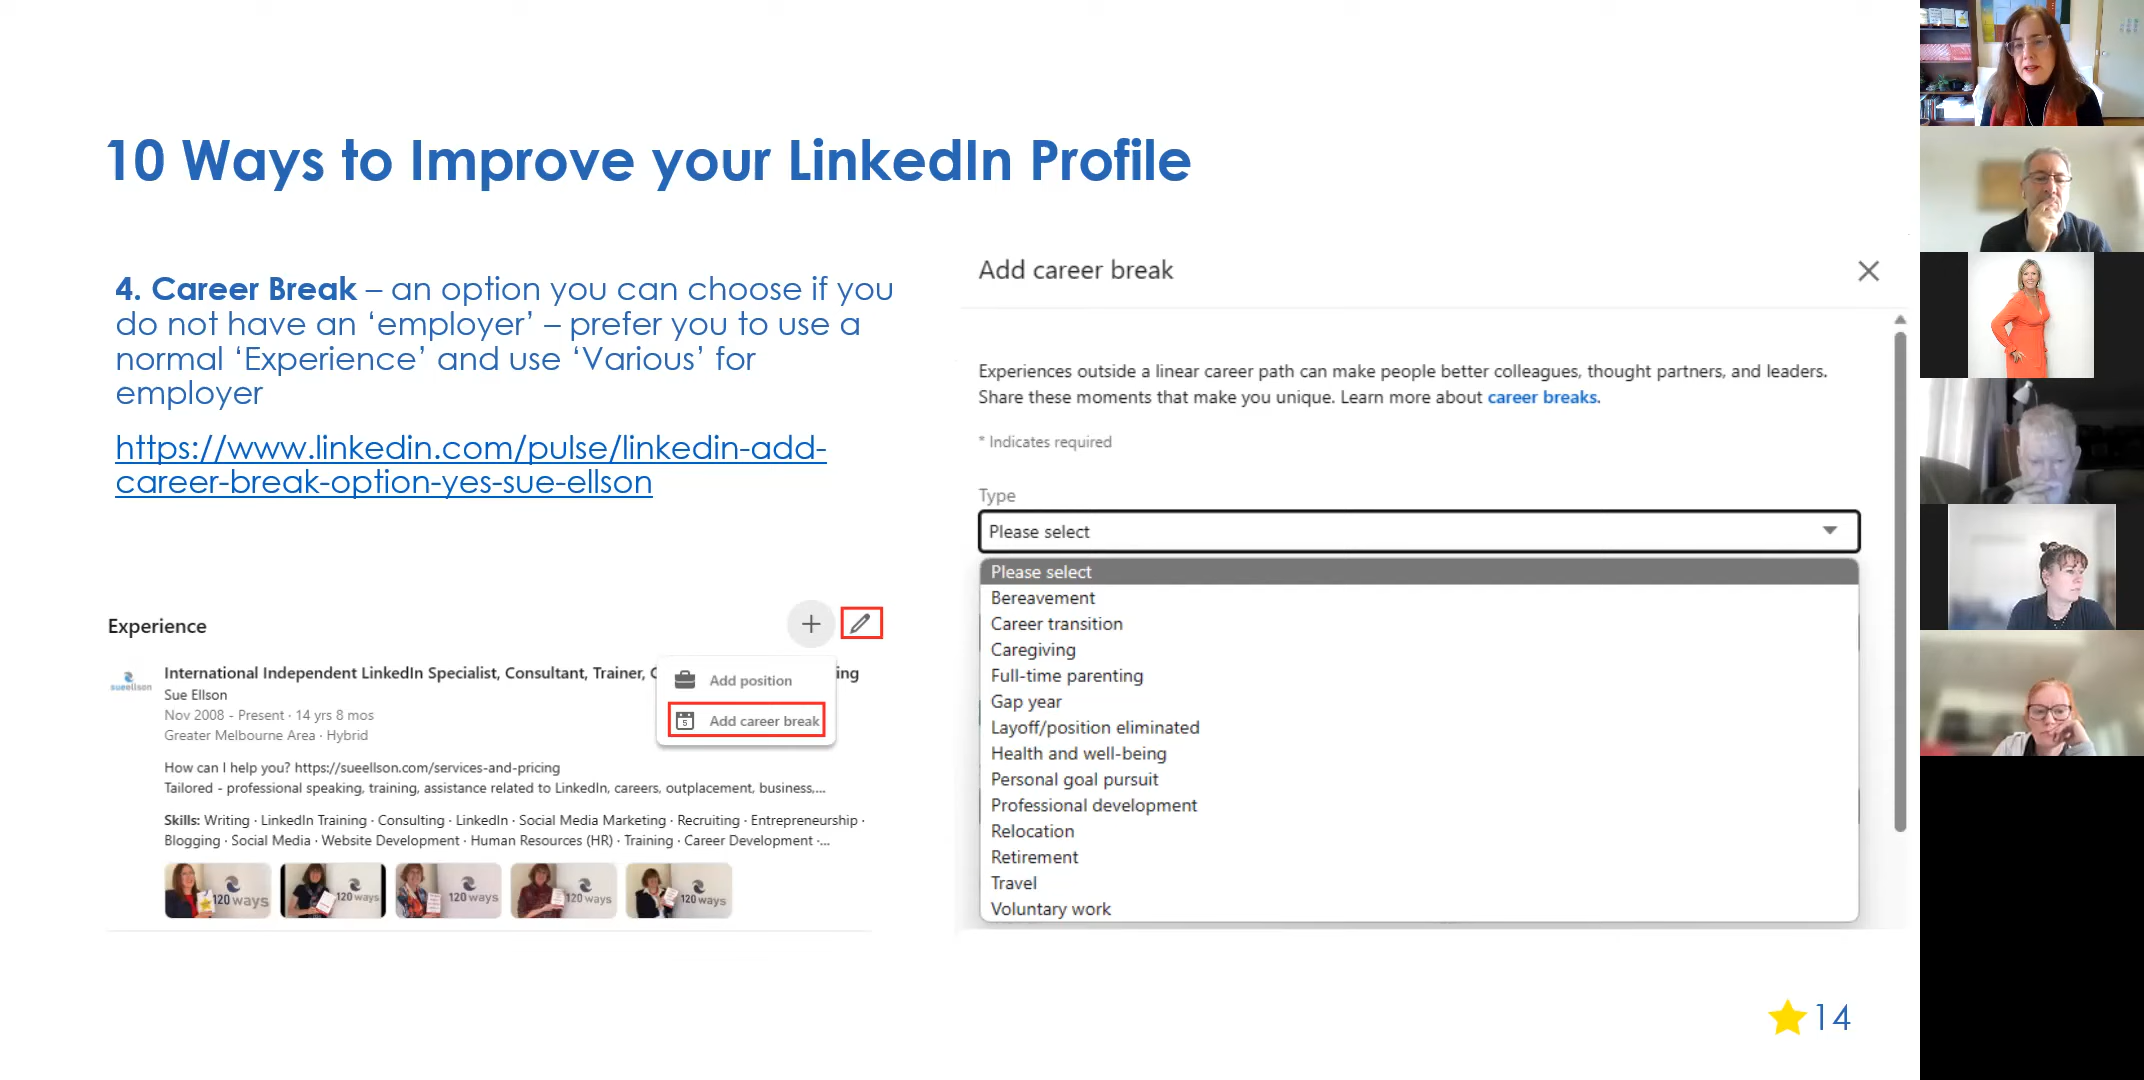 10 Ways to Improve your LinkedIn Profile
4. Career Break – an option you can choose if you
do not have an ‘employer’ – prefer you to use a
normal ‘Experience’ and use ‘Various’ for
employer
https://www.linkedin.com/pulse/linkedin-add-
career-break-option-yes-sue-ellson
Experience
Add position
Add career break
sueellson
International Independent LinkedIn Specialist, Consultant, Trainer,
ing
Sue Ellson
Nov 2008 - Present · 14 yrs 8 mos
Greater Melbourne Area · Hybrid
How can I help you? https://sueellson.com/services-and-pricing
Tailored - professional speaking, training, assistance related to LinkedIn, careers, outplacement, business,...
Skills: Writing · LinkedIn Training · Consulting · LinkedIn · Social Media Marketing · Recruiting · Entrepreneurship ·
Blogging · Social Media · Website Development · Human Resources (HR) · Training · Career Development ·...
120 ways
120 ways
120 ways
120 ways
120 ways
Add career break
Experiences outside a linear career path can make people better colleagues, thought partners, and leaders.
Share these moments that make you unique. Learn more about career breaks.
* Indicates required
Type
Please select
Please select
Bereavement
Career transition
Caregiving
Full-time parenting
Gap year
Layoff/position eliminated
Health and well-being
Personal goal pursuit
Professional development
Relocation
Retirement
Travel
Voluntary work
14